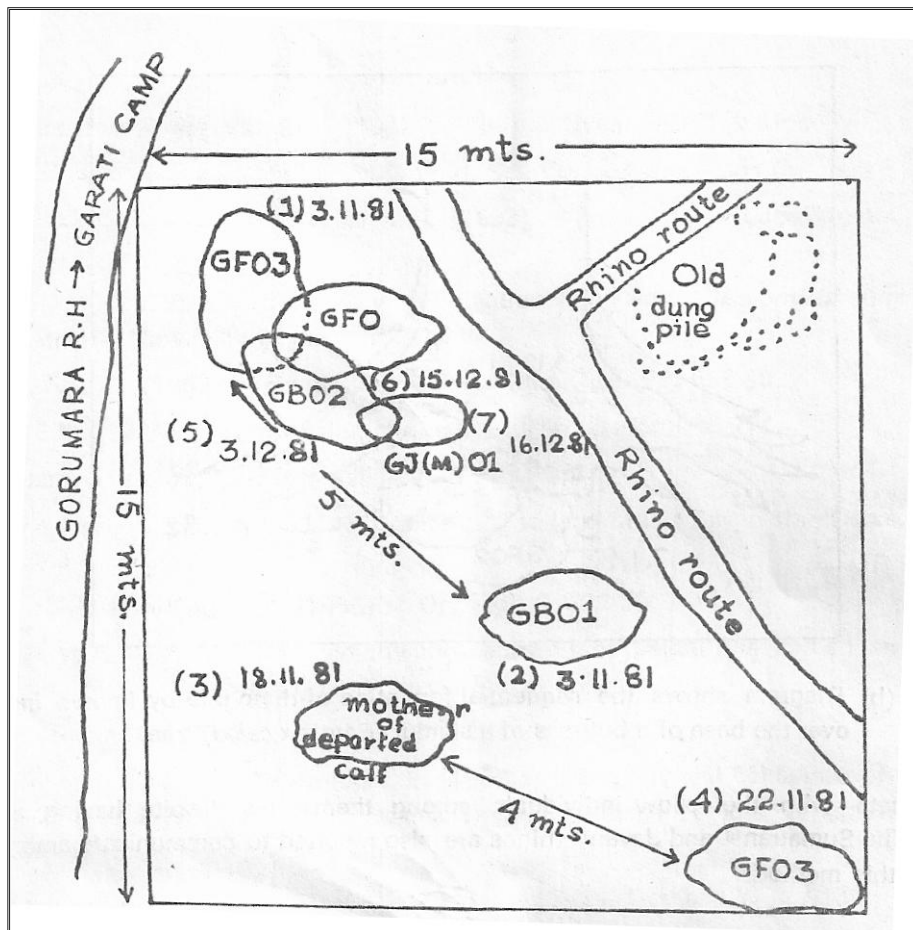 GORUMARA R.H → GARATI CAMP
15 mts.
15 mts.
(1) 3.11.81
GF03
GF0
GB02
(6) 15.12.81
(5) 3.12.81
(7) 16.12.81
GJ(M)01
5 mts.
Rhino route
Old
dung
pile
Rhino route
GB01
(2) 3.11.81
(3) 18.11.81
mother
of
departed
calf
4 mts.
(4) 22.11.81
GF03